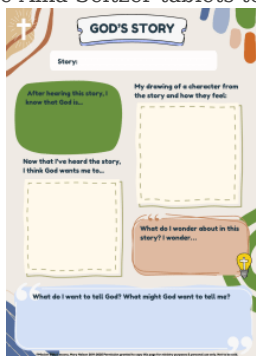 GOD'S STORY
Story:
After hearing this story, I
know that God is...
My drawing of a character from
the story and how they feel:
Now that I've heard the story,
I think God wants me to...
What do I wonder about in this
story? I wonder...
What do I want to tell God? What might God want to tell me?